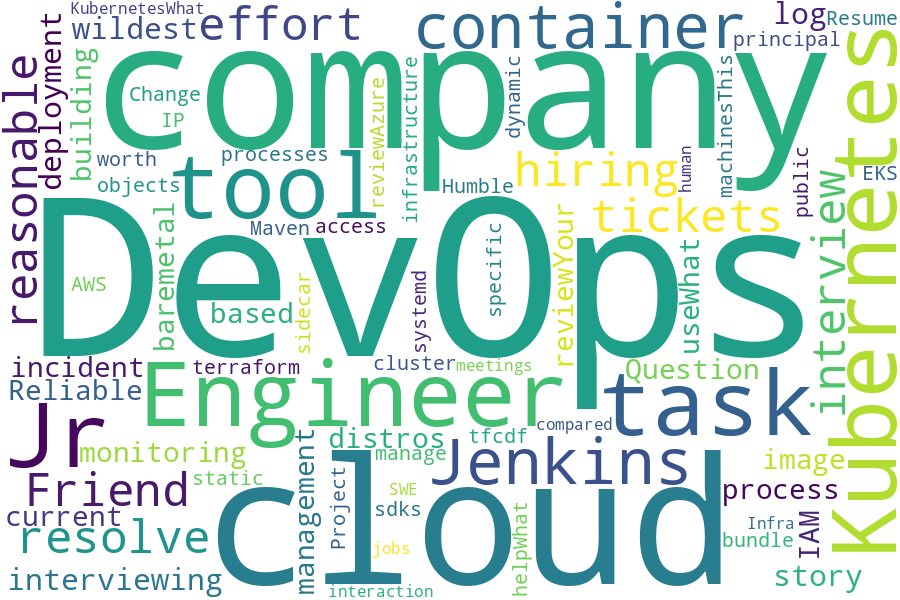 KubernetesWhat
wildest
effort
container
log
Resume
principal
company
reasonable
deployment
building
Change
IP
reviewAzure
infrastructure
dynamic
machinesThis
Kubernetes
worth
processes
objects
tool
Humble
hiring
human
public
EKS
interview
tickets
Maven
access
DevOps
baremetal
AWS
based
sidecar
systemd
specific
reviewYour
useWhat
incident
terraform
cluster
meetings
Question
Reliable
Engineer
task
Jr
compared
monitoring
distros
tfcdf
manage
Jenkins
image
static
management
Friend
Project
SWE
sdks
process
current
cloud
helpWhat
IAM
Infra
resolve
jobs
bundle
interviewing
interaction
story